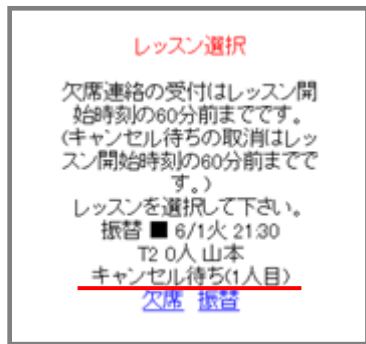 レッスン選択
欠席連絡の受付はレッスン開
始時刻の60分前までです。
(キャンセル待ちの取消はレッ
スン開始時刻の60分前までで
す。)
レッスンを選択して下さい。
振替 ■ 6/1火 21:30
T2 0人 山本
キャンセル待ち(1人目)
欠席 振替